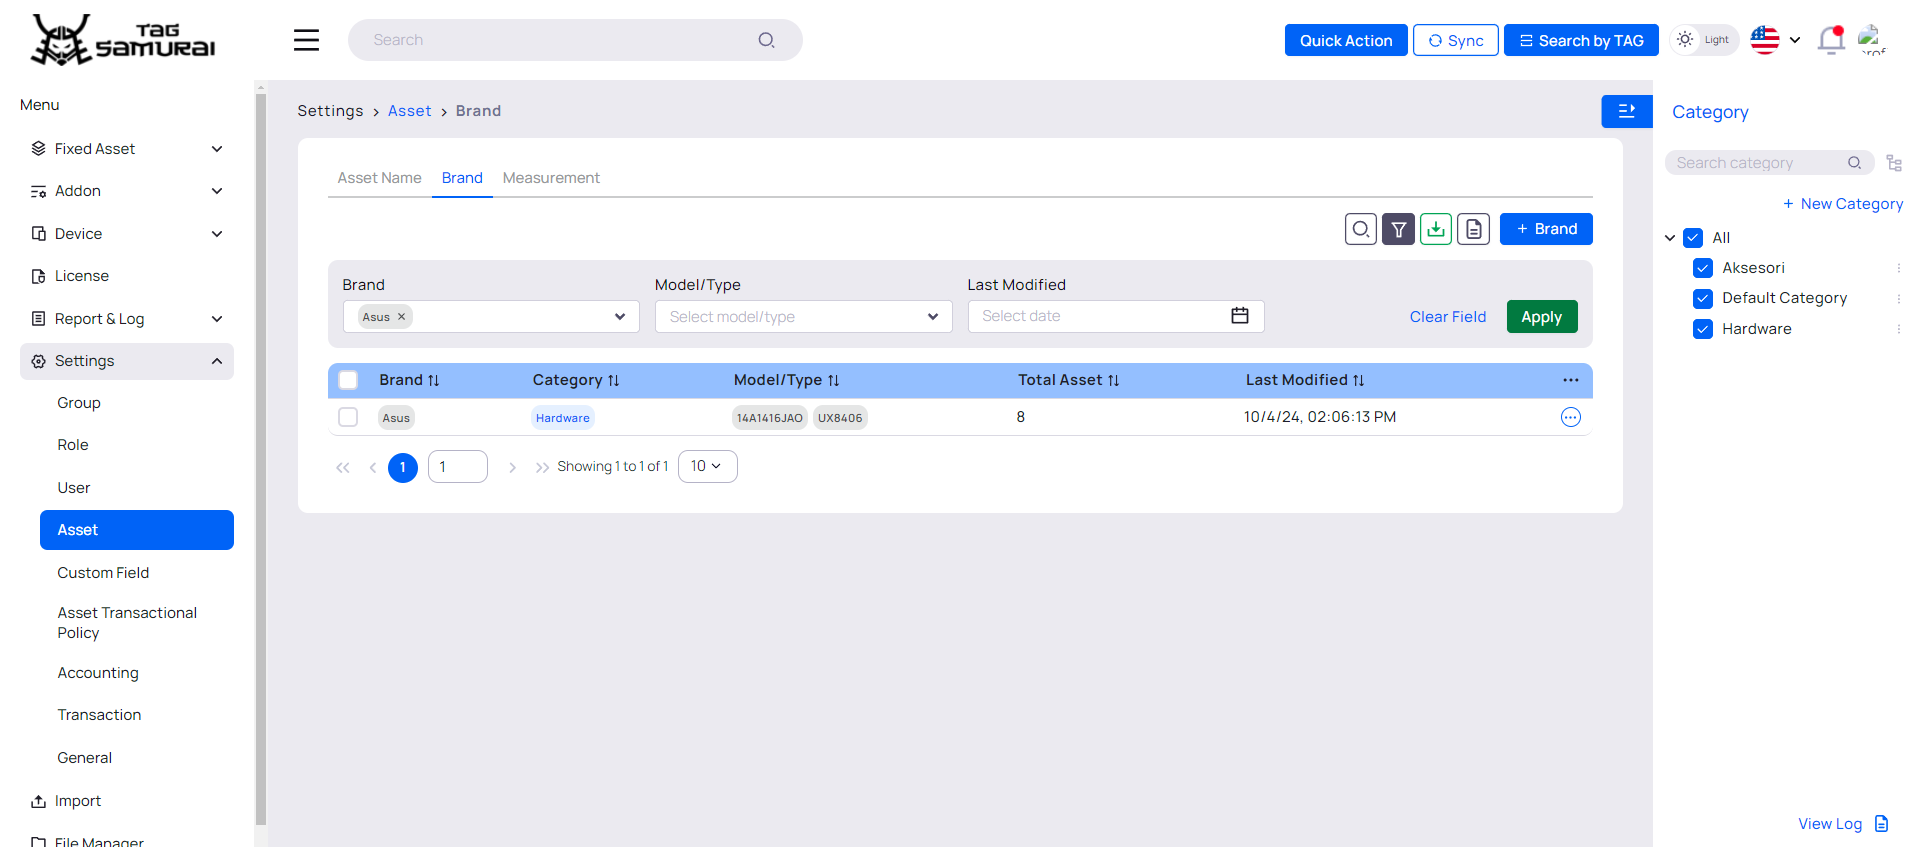 TAG
SAMURAI
Search
Quick Action
Sync
Search by TAG
Light
prof
Menu
Fixed Asset
Addon
Device
License
Report & Log
Settings
Group
Role
User
Asset
Custom Field
Asset Transactional
Policy
Accounting
Transaction
General
Import
File Manager
Settings > Asset > Brand
Asset Name Brand Measurement
+ Brand
Brand Model/Type Last Modified
Asus × Select model/type Select date Clear Field Apply
Brand Category Model/Type Total Asset Last Modified ...
Asus Hardware 14A1416JAO UX8406 8 10/4/24, 02:06:13 PM
1 1 Showing 1 to 1 of 1 10
Category
Search category
+ New Category
All
Aksesori
Default Category
Hardware
View Log